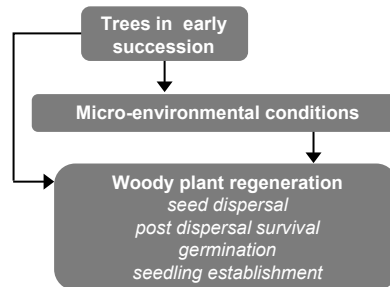 Trees in early
succession
Micro-environmental conditions
Woody plant regeneration
seed dispersal
post dispersal survival
germination
seedling establishment